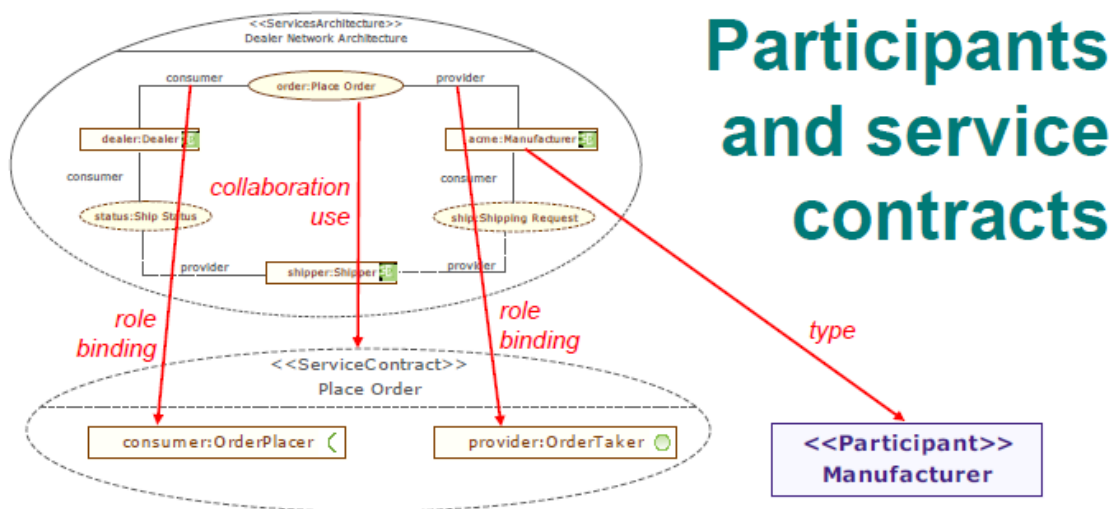 Participants
and service
contracts
<<ServicesArchitecture>>
Dealer Network Architecture
consumer
order:Place Order
provider
dealer:Dealer
acme:Manufacturer
consumer
collaboration
use
consumer
status:Ship Status
ship:Shipping Request
provider
shipper:Shipper
provider
role
binding
role
binding
type
<<ServiceContract>>
Place Order
consumer:OrderPlacer
provider:OrderTaker
<<Participant>>
Manufacturer